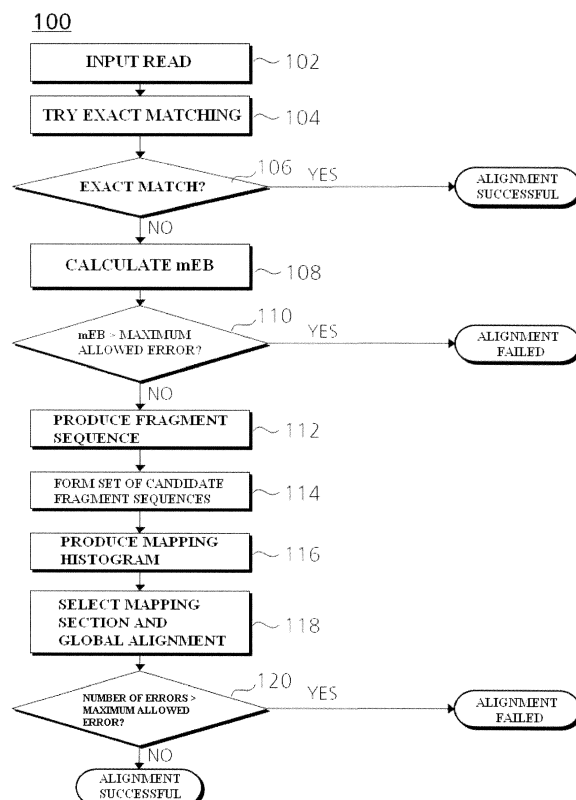 100
INPUT READ
102
TRY EXACT MATCHING
104
106
EXACT MATCH?
YES
ALIGNMENT
SUCCESSFUL
NO
CALCULATE mEB
108
110
mEB > MAXIMUM
ALLOWED ERROR?
YES
ALIGNMENT
FAILED
NO
PRODUCE FRAGMENT
SEQUENCE
112
FORM SET OF CANDIDATE
FRAGMENT SEQUENCES
114
PRODUCE MAPPING
HISTOGRAM
116
SELECT MAPPING
SECTION AND
GLOBAL ALIGNMENT
118
120
NUMBER OF ERRORS >
MAXIMUM ALLOWED
ERROR?
YES
ALIGNMENT
FAILED
NO
ALIGNMENT
SUCCESSFUL